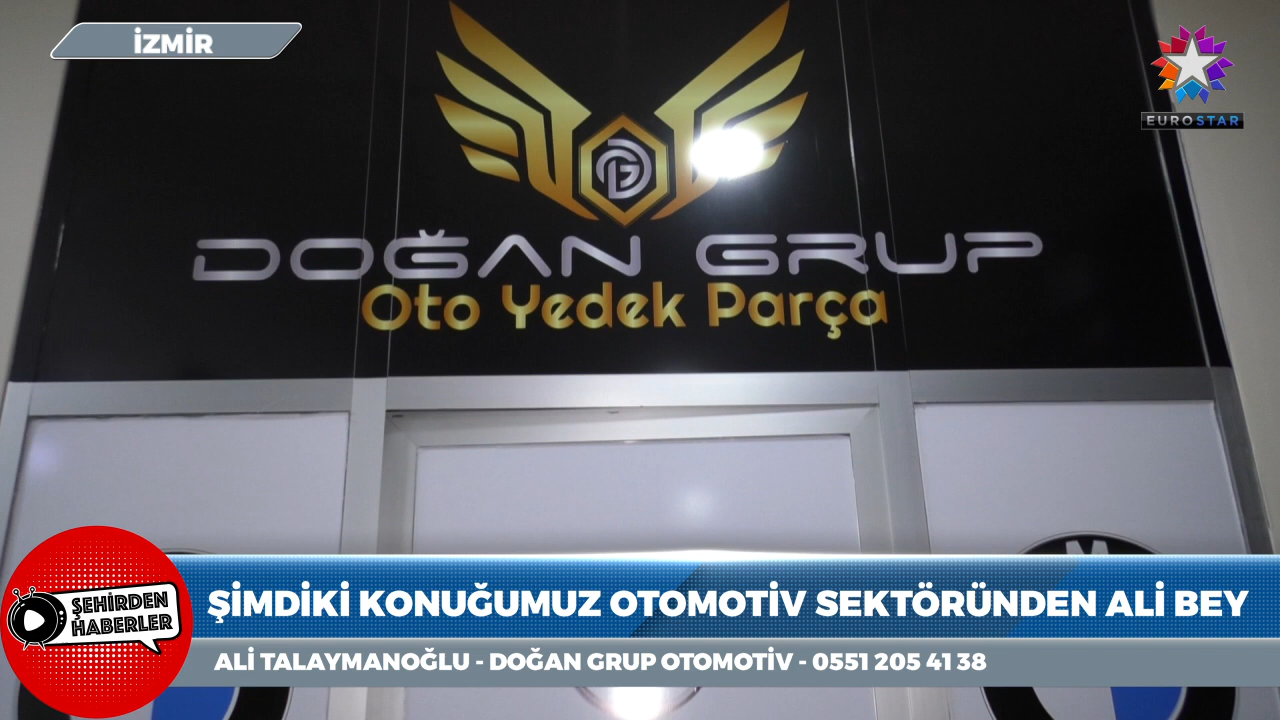 İZMİR
EUROSTAR
DG
DOĞAN GRUP
Oto Yedek Parça
ŞEHİRDEN
HABERLER
ŞİMDİKİ KONUĞUMUZ OTOMOTİV SEKTÖRÜNDEN ALİ BEY
ALİ TALAYMANOĞLU - DOĞAN GRUP OTOMOTİV - 0551 205 41 38